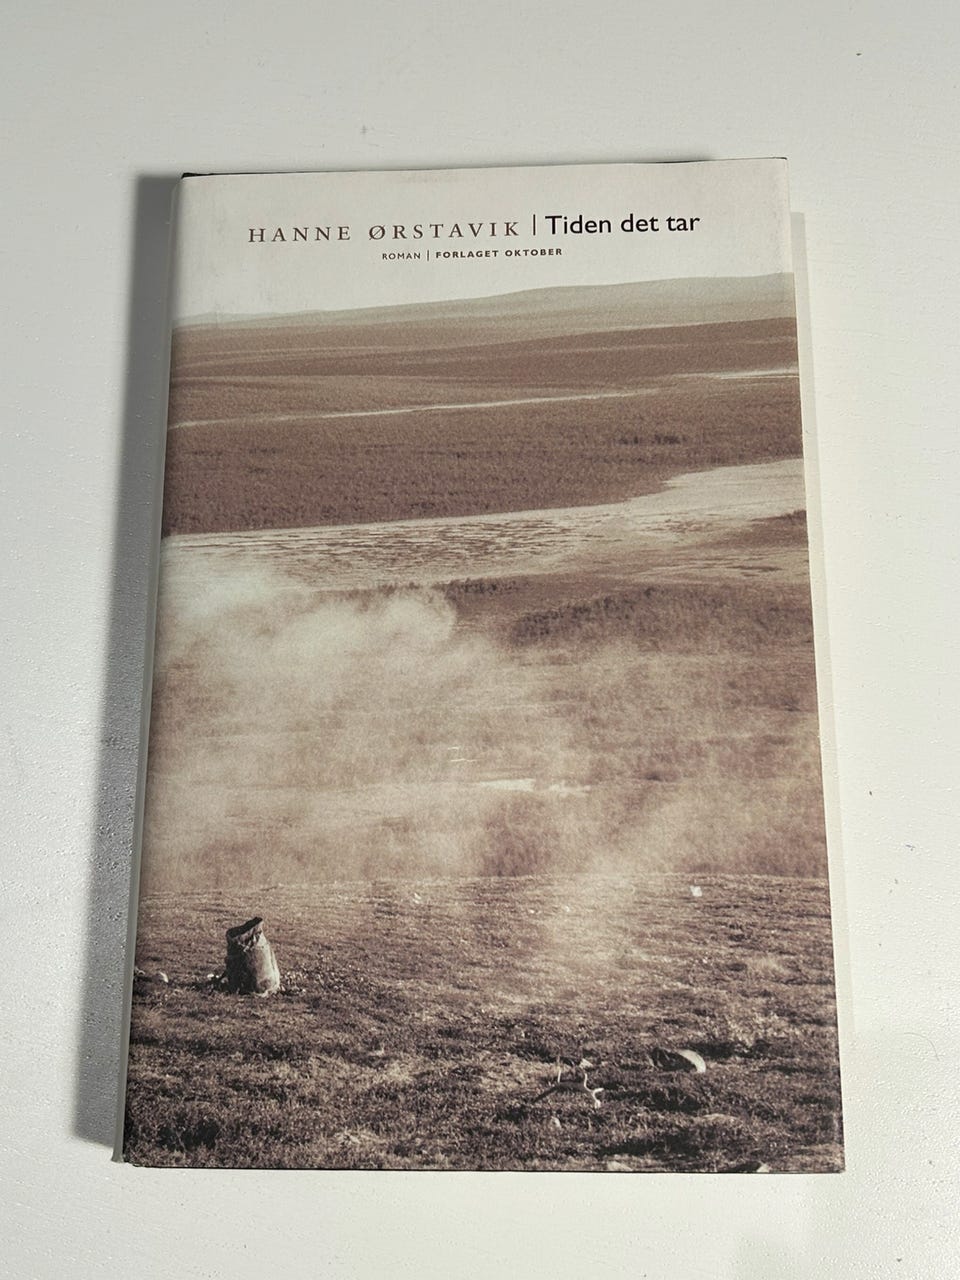 HANNE ØRSTAVIK | Tiden det tar
ROMAN | FORLAGET OKTOBER